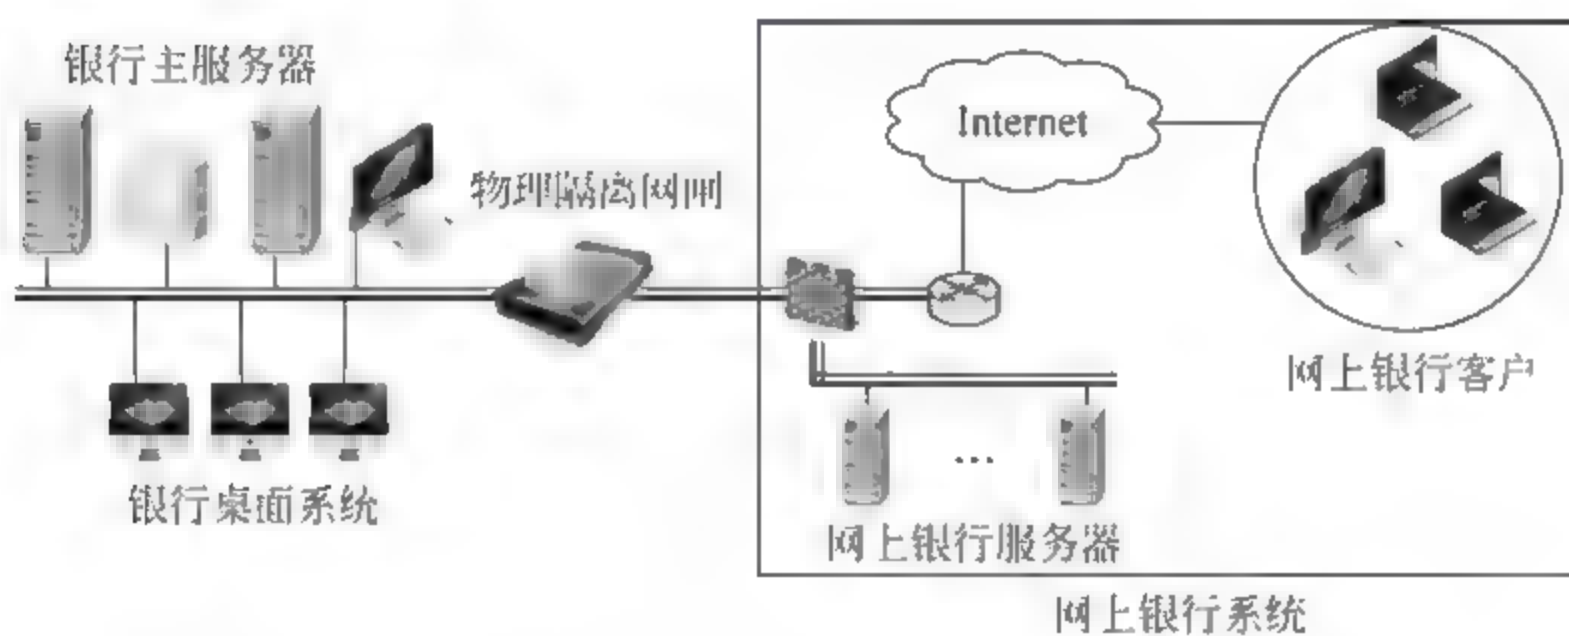 银行主服务器
物理隔离网闸
Internet
网上银行客户
银行桌面系统
...
网上银行服务器
网上银行系统